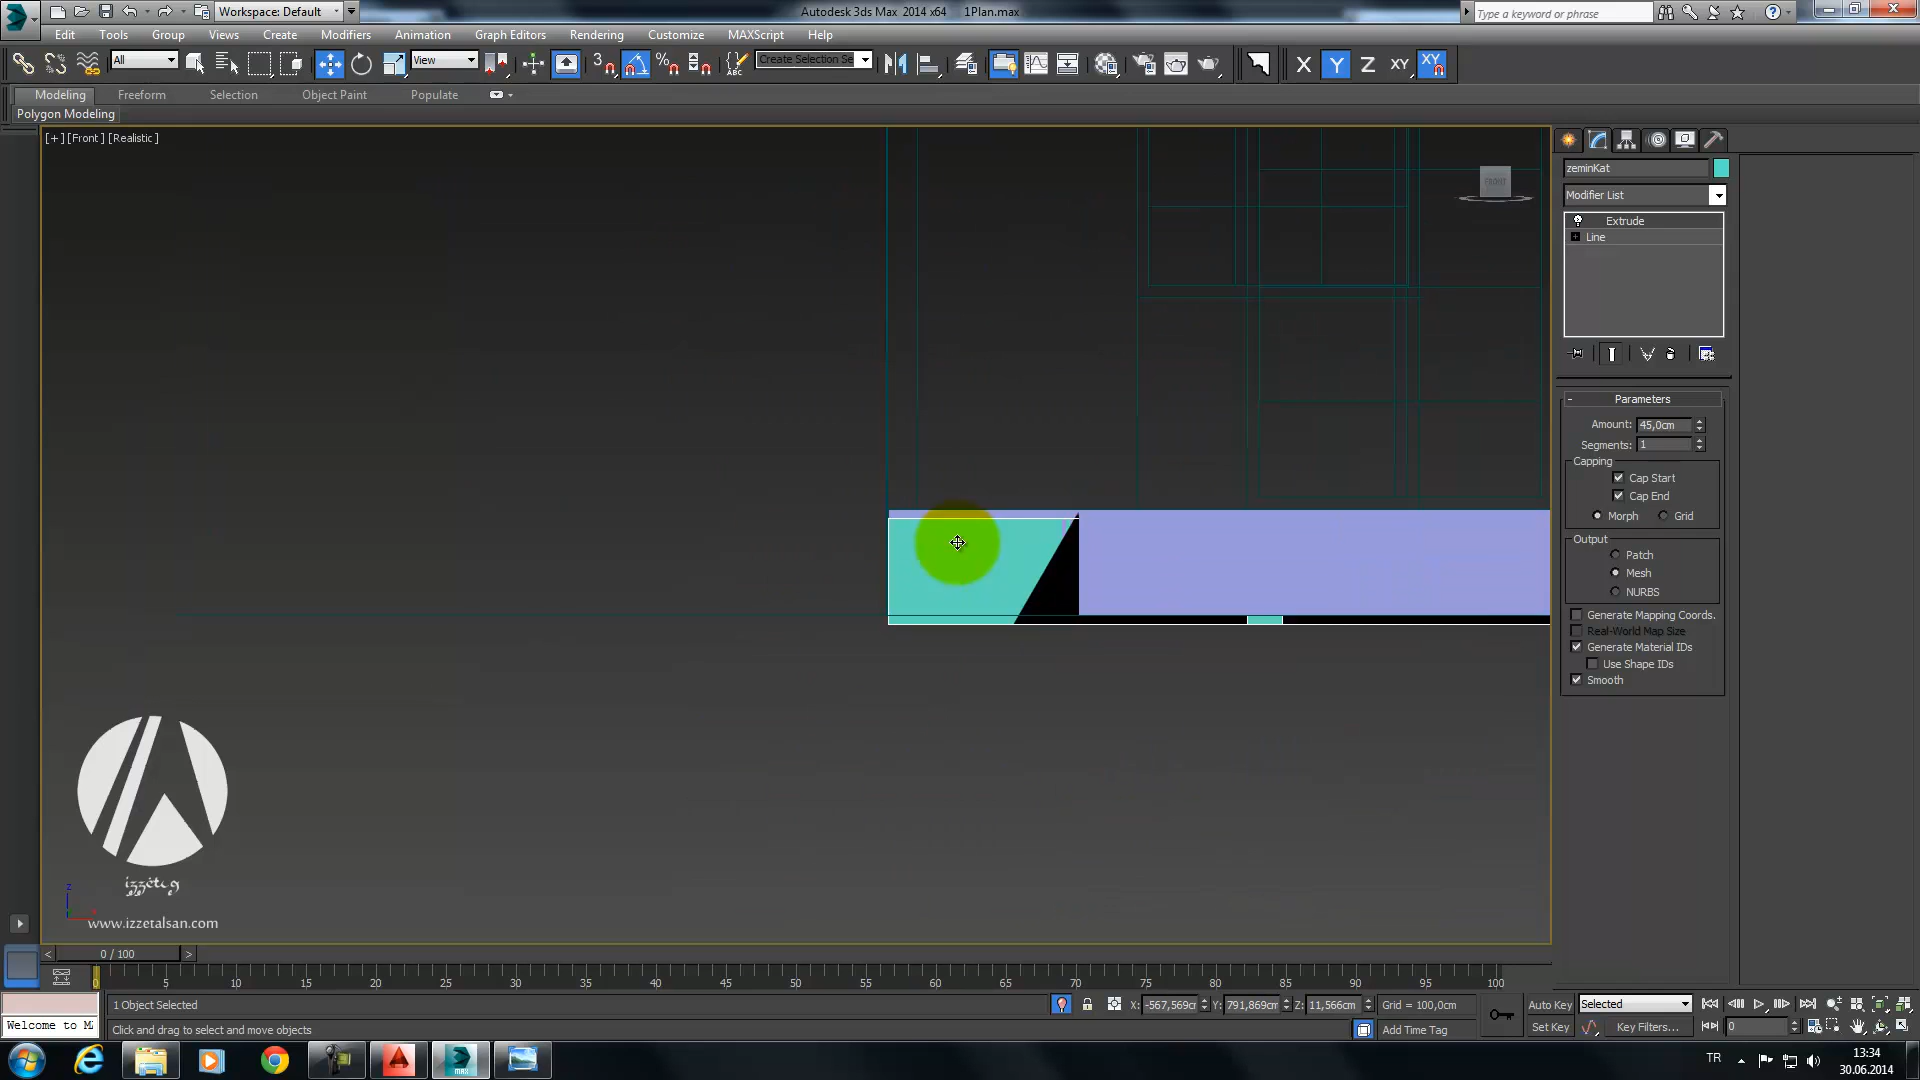 Workspace: Default
Autodesk 3ds Max 2014 x64 1Plan.max
Type a keyword or phrase
Edit Tools Group Views Create Modifiers Animation Graph Editors Rendering Customize MAXScript Help
All
View
Create Selection Se
X Y Z XY XY
Modeling Freeform Selection Object Paint Populate
Polygon Modeling
[+] [Front] [Realistic]
FRONT
zeminKat
Modifier List
Extrude
Line
Parameters
Amount: 45,0cm
Segments: 1
Capping
Cap Start
Cap End
Morph Grid
Output
Patch
Mesh
NURBS
Generate Mapping Coords.
Real-World Map Size
Generate Material IDs
Use Shape IDs
Smooth
www.izzetalsan.com
z
0 / 100
0 5 10 15 20 25 30 35 40 45 50 55 60 65 70 75 80 85 90 95 100
1 Object Selected
X: -567,569cm Y: 791,869cm Z: 11,566cm Grid = 100,0cm
Auto Key Selected
Welcome to M
Click and drag to select and move objects
Add Time Tag
Set Key Key Filters... 0
TR
13:34
30.06.2014